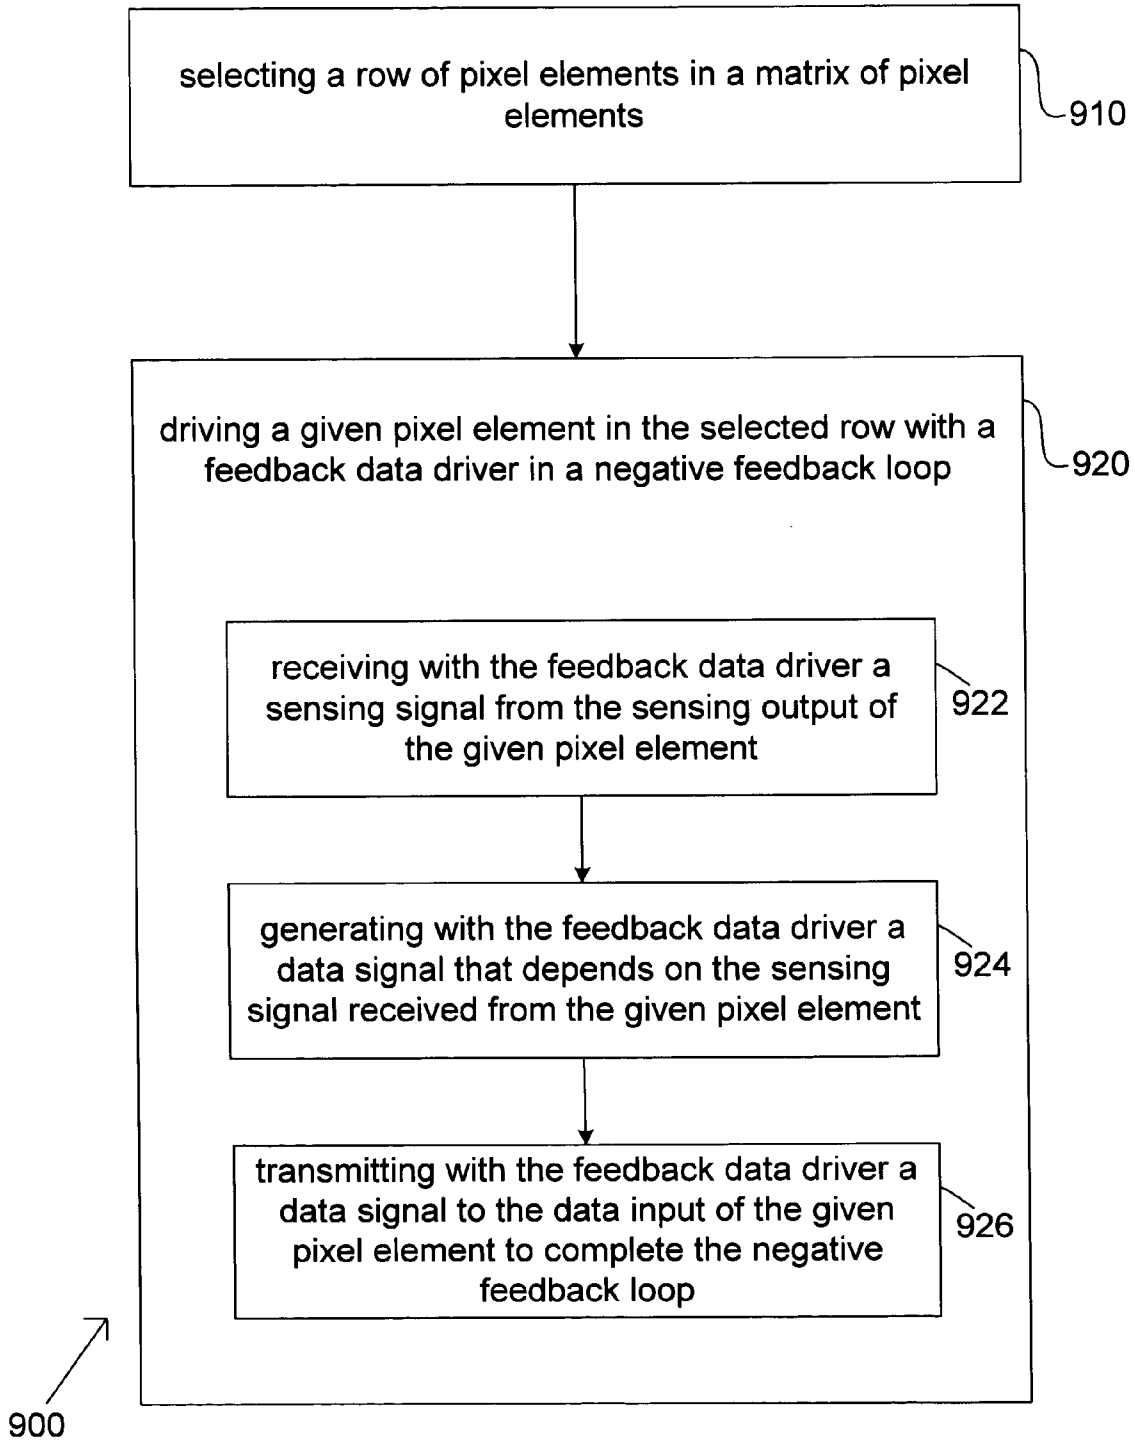 selecting a row of pixel elements in a matrix of pixel
elements
910
driving a given pixel element in the selected row with a
feedback data driver in a negative feedback loop
920
receiving with the feedback data driver a
sensing signal from the sensing output of
the given pixel element
922
generating with the feedback data driver a
data signal that depends on the sensing
signal received from the given pixel element
924
transmitting with the feedback data driver a
data signal to the data input of the given
pixel element to complete the negative
feedback loop
926
900